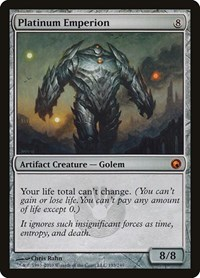 Platinum Emperion 8
Artifact Creature — Golem
Your life total can't change. (You can't
gain or lose life. You can't pay any amount
of life except 0.)
It ignores such insignificant forces as time,
entropy, and death.
Chris Rahn
8/8